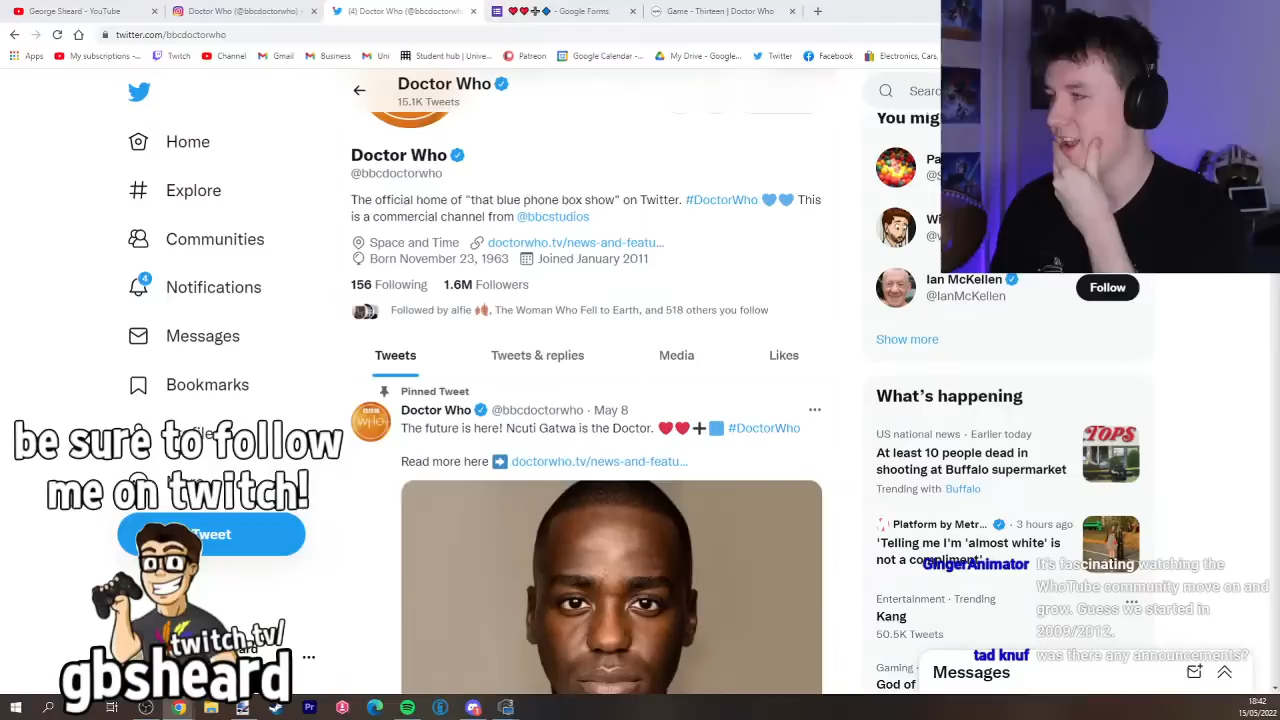 George Sheard - YouTube
Instagram
Doctor Who (@bbcdoctorwho)
(4) Doctor Who (@bbcdocto
♥♥➕🔷 - Google Forms
Game - Thirteen | Doctor Who
twitter.com/bbcdoctorwho
Apps
My subscriptions -...
Twitch
Channel
Gmail
Business
Uni
Student hub | Unive...
Patreon
Google Calendar -...
My Drive - Google...
Twitter
Facebook
Electronics, Cars,
Doctor Who
15.1K Tweets
Sear
You mig
Home
Explore
Communities
4
Notifications
Messages
Bookmarks
Tweet
Doctor Who
@bbcdoctorwho
The official home of "that blue phone box show" on Twitter. #DoctorWho 💙💙 This
is a commercial channel from @bbcstudios
Space and Time doctorwho.tv/news-and-featu...
Born November 23, 1963 Joined January 2011
156 Following 1.6M Followers
Followed by alfie, The Woman Who Fell to Earth, and 518 others you follow
Tweets Tweets & replies Media Likes
Pinned Tweet
BBC
WHO
Doctor Who @bbcdoctorwho · May 8
The future is here! Ncuti Gatwa is the Doctor. ❤️❤️➕🟦 #DoctorWho
Read more here ➡️ doctorwho.tv/news-and-featu...
Pa
@S
Wi
Ian McKellen
@IanMcKellen
Follow
Show more
What's happening
US national news · Earlier today
At least 10 people dead in
shooting at Buffalo supermarket
Trending with Buffalo
TOPS
Platform by Metr... · 3 hours ago
'Telling me I'm 'almost white' is
not a compliment'
Entertainment · Trending
Kang
50.5K Tweets
Gaming
God of
GingerAnimator It's fascinating watching the
WhoTube community move on and
grow. Guess we started in
2009/2012.
tad knuf was there any announcements?
Messages
be sure to follow
me on twitch!
twitch.tv/
gbsheard
18:42
15/05/2022